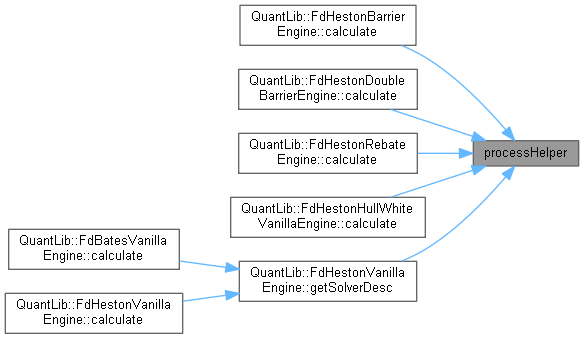 QuantLib::FdHestonBarrier
Engine::calculate
QuantLib::FdHestonDouble
BarrierEngine::calculate
QuantLib::FdHestonRebate
Engine::calculate
processHelper
QuantLib::FdHestonHullWhite
VanillaEngine::calculate
QuantLib::FdBatesVanilla
Engine::calculate
QuantLib::FdHestonVanilla
Engine::getSolverDesc
QuantLib::FdHestonVanilla
Engine::calculate